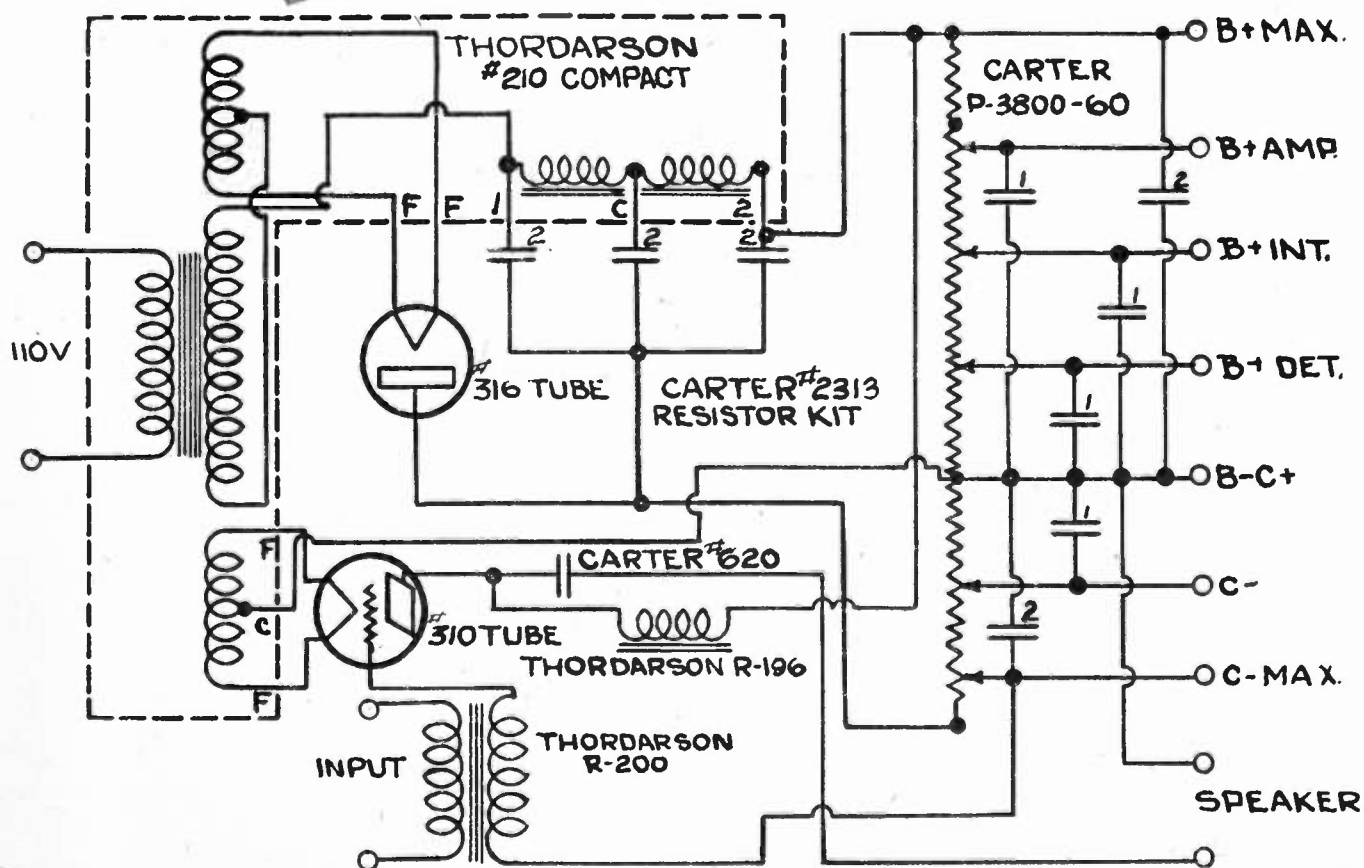 THORDARSON
#210 COMPACT
B+MAX.
CARTER
P-3800-60
B+AMP.
1
2
F F 1 C 2
2 2 2
B+INT.
1
110V
#316 TUBE
CARTER #2313
RESISTOR KIT
B+ DET.
1
B-C+
F
1
CARTER #620
C-
C
#310 TUBE
2
THORDARSON R-196
C-MAX.
F
INPUT
THORDARSON
R-200
SPEAKER